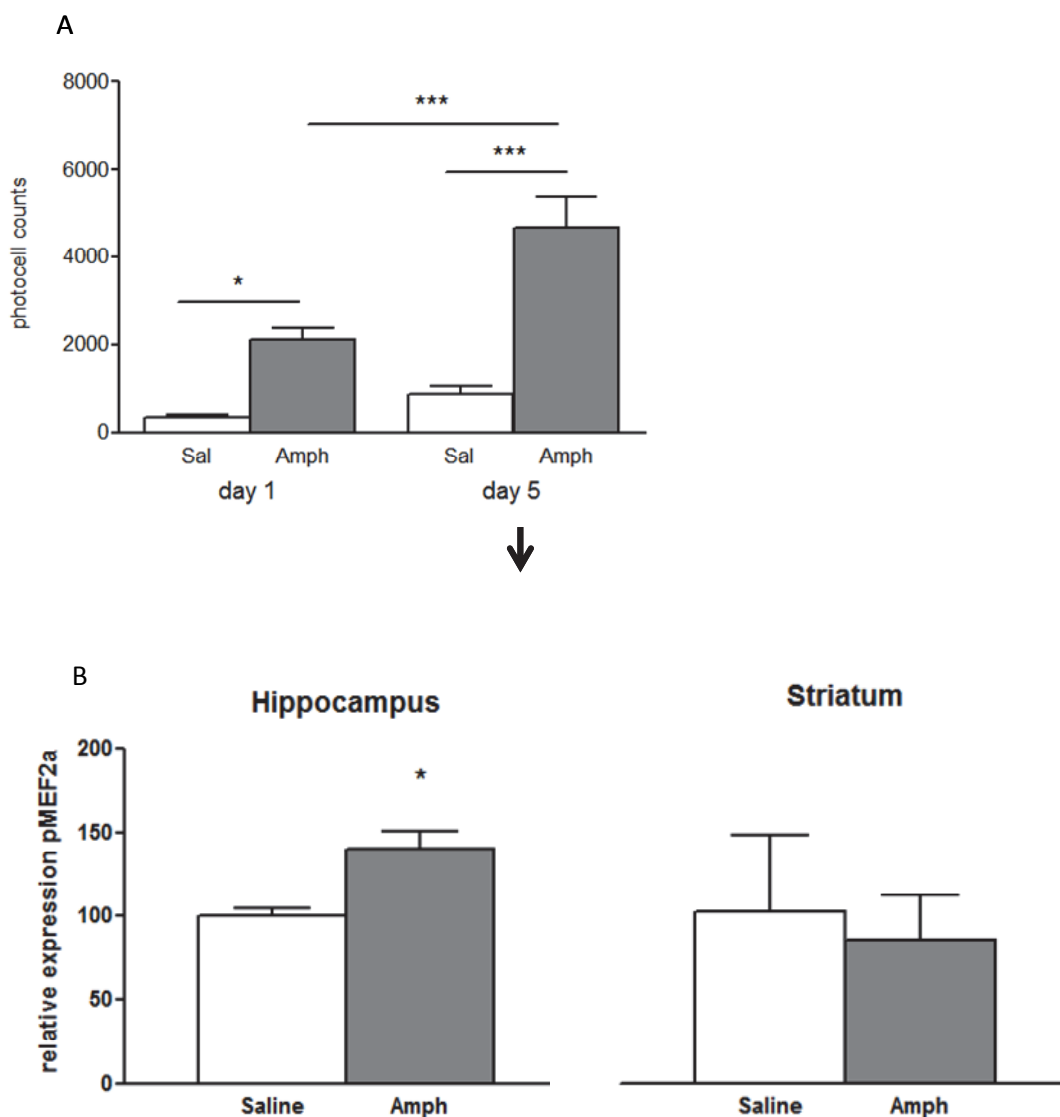 A
8000
***
***
6000
4000
*
2000
0
photocell counts
Sal Amph Sal Amph
day 1 day 5
B
Hippocampus Striatum
200
*
150
100
50
0
relative expression pMEF2a
Saline Amph Saline Amph